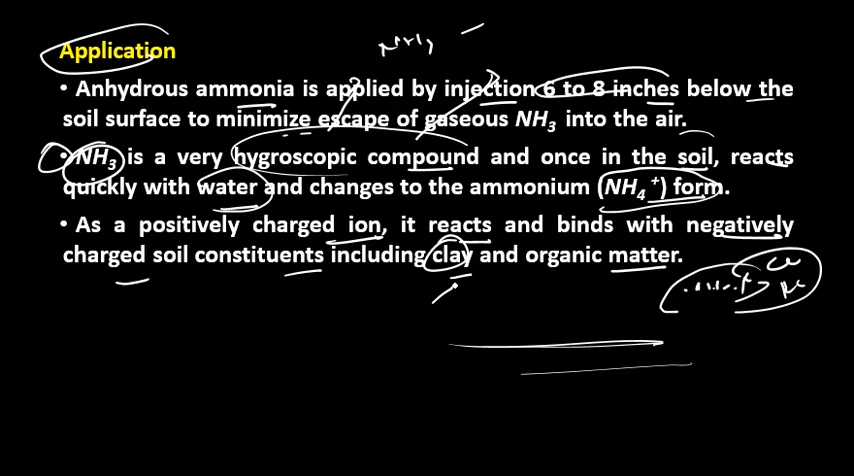 Application
• Anhydrous ammonia is applied by injection 6 to 8 inches below the
soil surface to minimize escape of gaseous NH₃ into the air.
• NH₃ is a very hygroscopic compound and once in the soil, reacts
quickly with water and changes to the ammonium (NH₄⁺) form.
• As a positively charged ion, it reacts and binds with negatively
charged soil constituents including clay and organic matter.